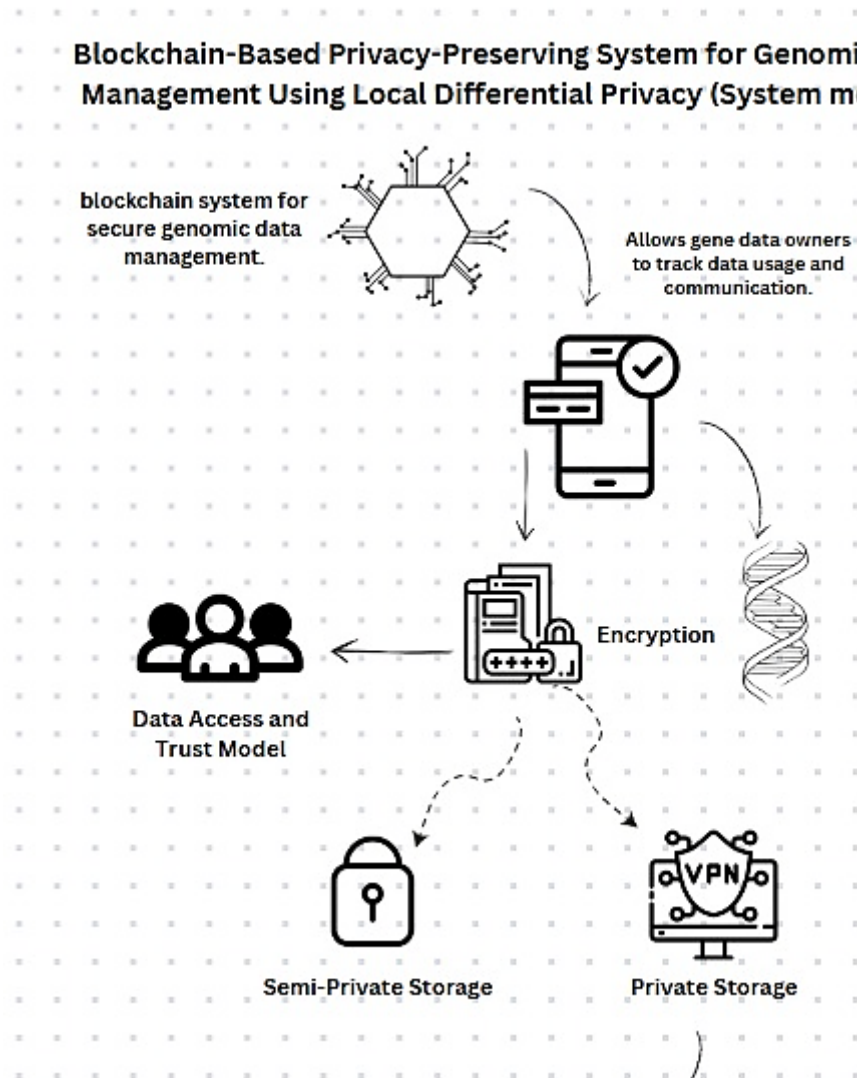 Blockchain-Based Privacy-Preserving System for Genomi
Management Using Local Differential Privacy (System m
blockchain system for
secure genomic data
management.
Allows gene data owners
to track data usage and
communication.
Encryption
Data Access and
Trust Model
VPN
Semi-Private Storage
Private Storage